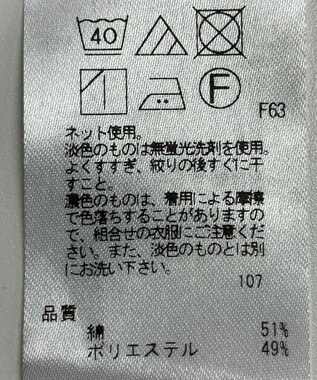 40
F
F63
ネット使用。
淡色のものは無蛍光洗剤を使用。
よくすすぎ、絞りの後すぐに干
すこと。
濃色のものは、着用による摩擦
で色落ちすることがありますの
で、組合せの衣服にご注意くだ
さい。また、淡色のものとは別
にお洗い下さい。
107
品質
綿 51%
ポリエステル 49%